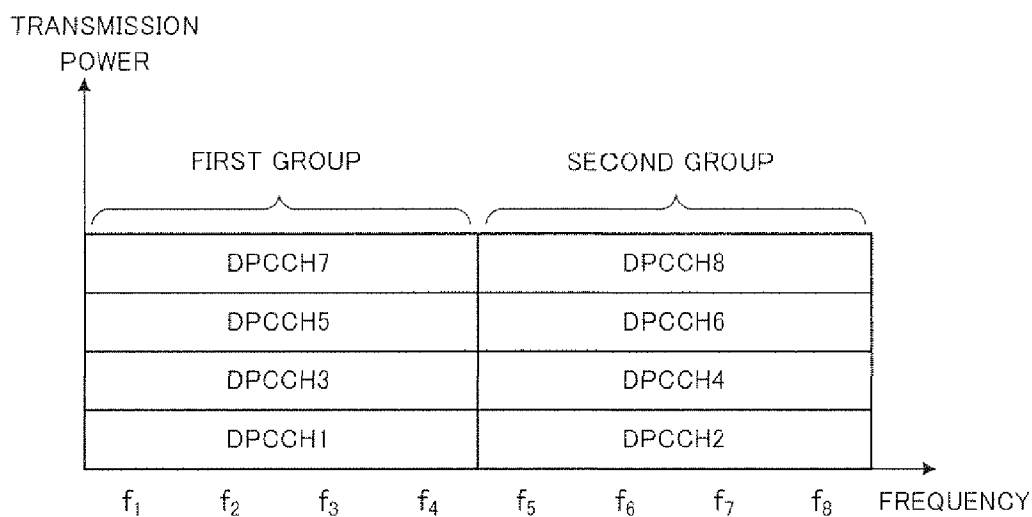 TRANSMISSION
POWER
FIRST GROUP SECOND GROUP
DPCCH7 DPCCH8
DPCCH5 DPCCH6
DPCCH3 DPCCH4
DPCCH1 DPCCH2
f1 f2 f3 f4 f5 f6 f7 f8 FREQUENCY